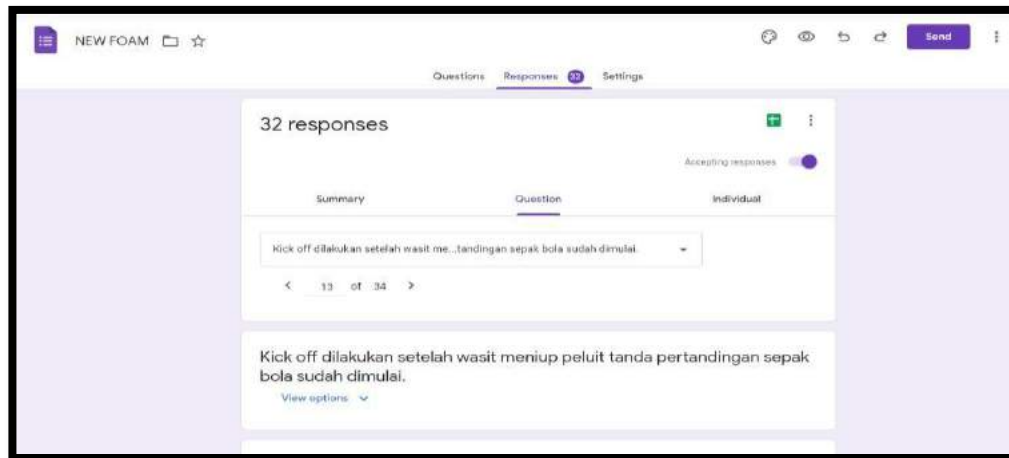 NEW FOAM
Send
Questions Responses 32 Settings
32 responses
Accepting responses
Summary Question Individual
Kick off dilakukan setelah wasit me...tandingan sepak bola sudah dimulai.
13 of 34
Kick off dilakukan setelah wasit meniup peluit tanda pertandingan sepak
bola sudah dimulai.
View options